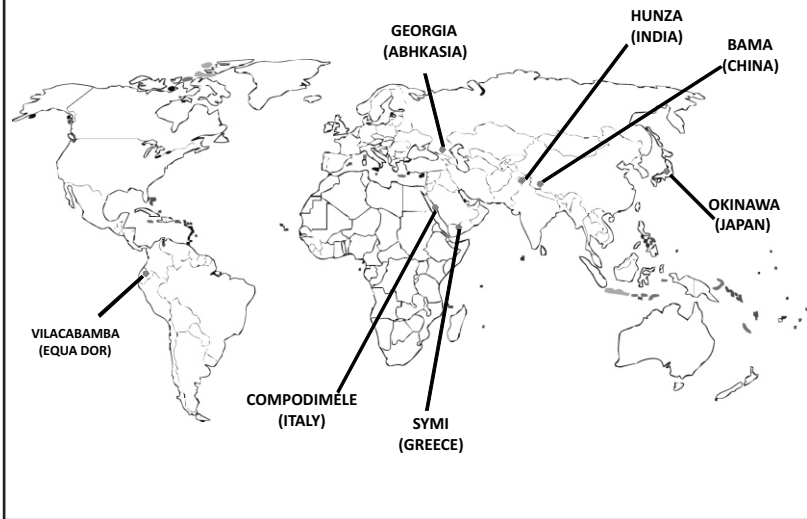 HUNZA
(INDIA)
GEORGIA
(ABHKASIA)
BAMA
(CHINA)
OKINAWA
(JAPAN)
VILACABAMBA
(EQUA DOR)
COMPODIMELE
(ITALY)
SYMI
(GREECE)